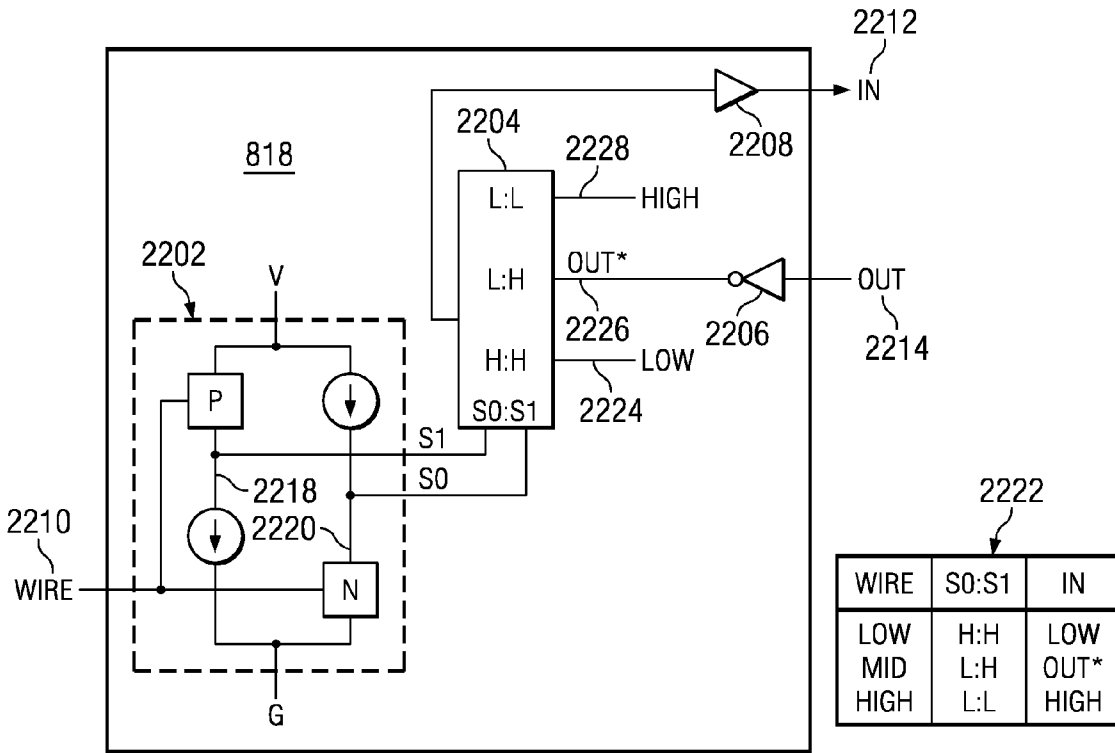 2212
IN
2204
2208
2228
818
L:L
HIGH
2202
V
OUT*
L:H
OUT
2226
2206
2214
H:H
LOW
P
S0:S1
2224
S1
2218
S0
2210
2220
2222
WIRE
N
G
WIRE S0:S1 IN
LOW H:H LOW
MID L:H OUT*
HIGH L:L HIGH